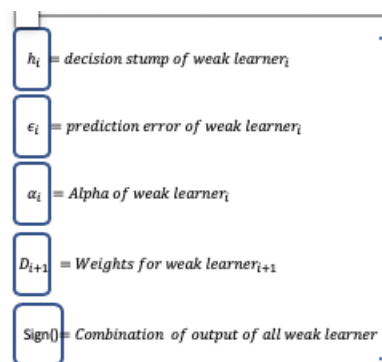 hᵢ = decision stump of weak learnerᵢ
ϵᵢ = prediction error of weak learnerᵢ
αᵢ = Alpha of weak learnerᵢ
Dᵢ₊₁ = Weights for weak learnerᵢ₊₁
Sign()= Combination of output of all weak learner